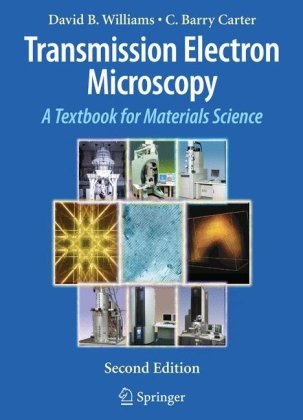 David B. Williams • C. Barry Carter
Transmission Electron
Microscopy
A Textbook for Materials Science
Second Edition
Springer